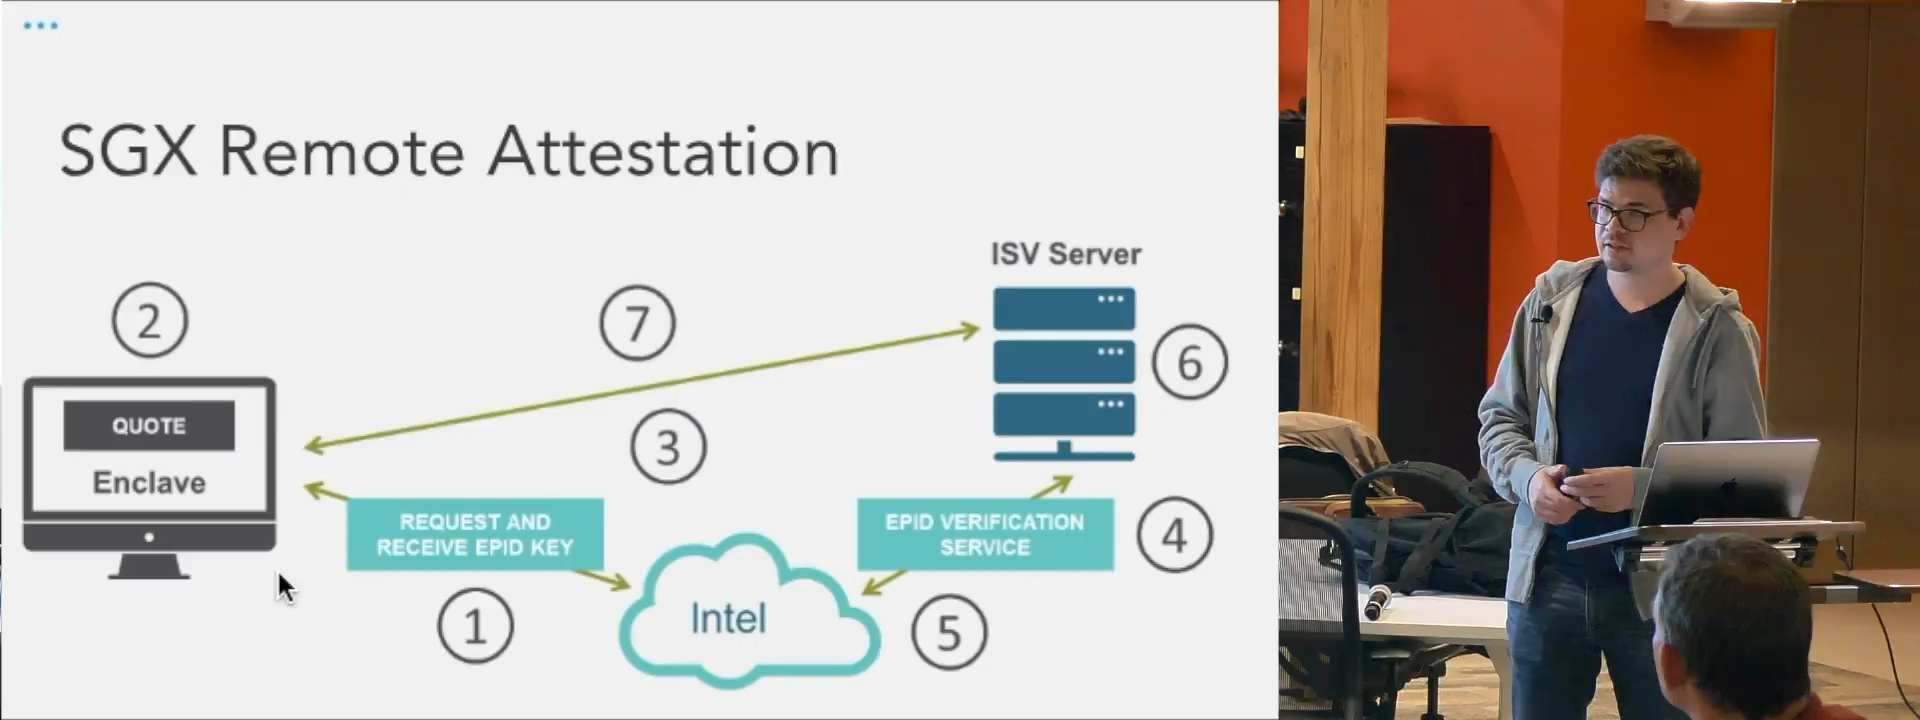 SGX Remote Attestation
ISV Server
2
7
6
QUOTE
Enclave
3
REQUEST AND
RECEIVE EPID KEY
EPID VERIFICATION
SERVICE
4
Intel
1
5